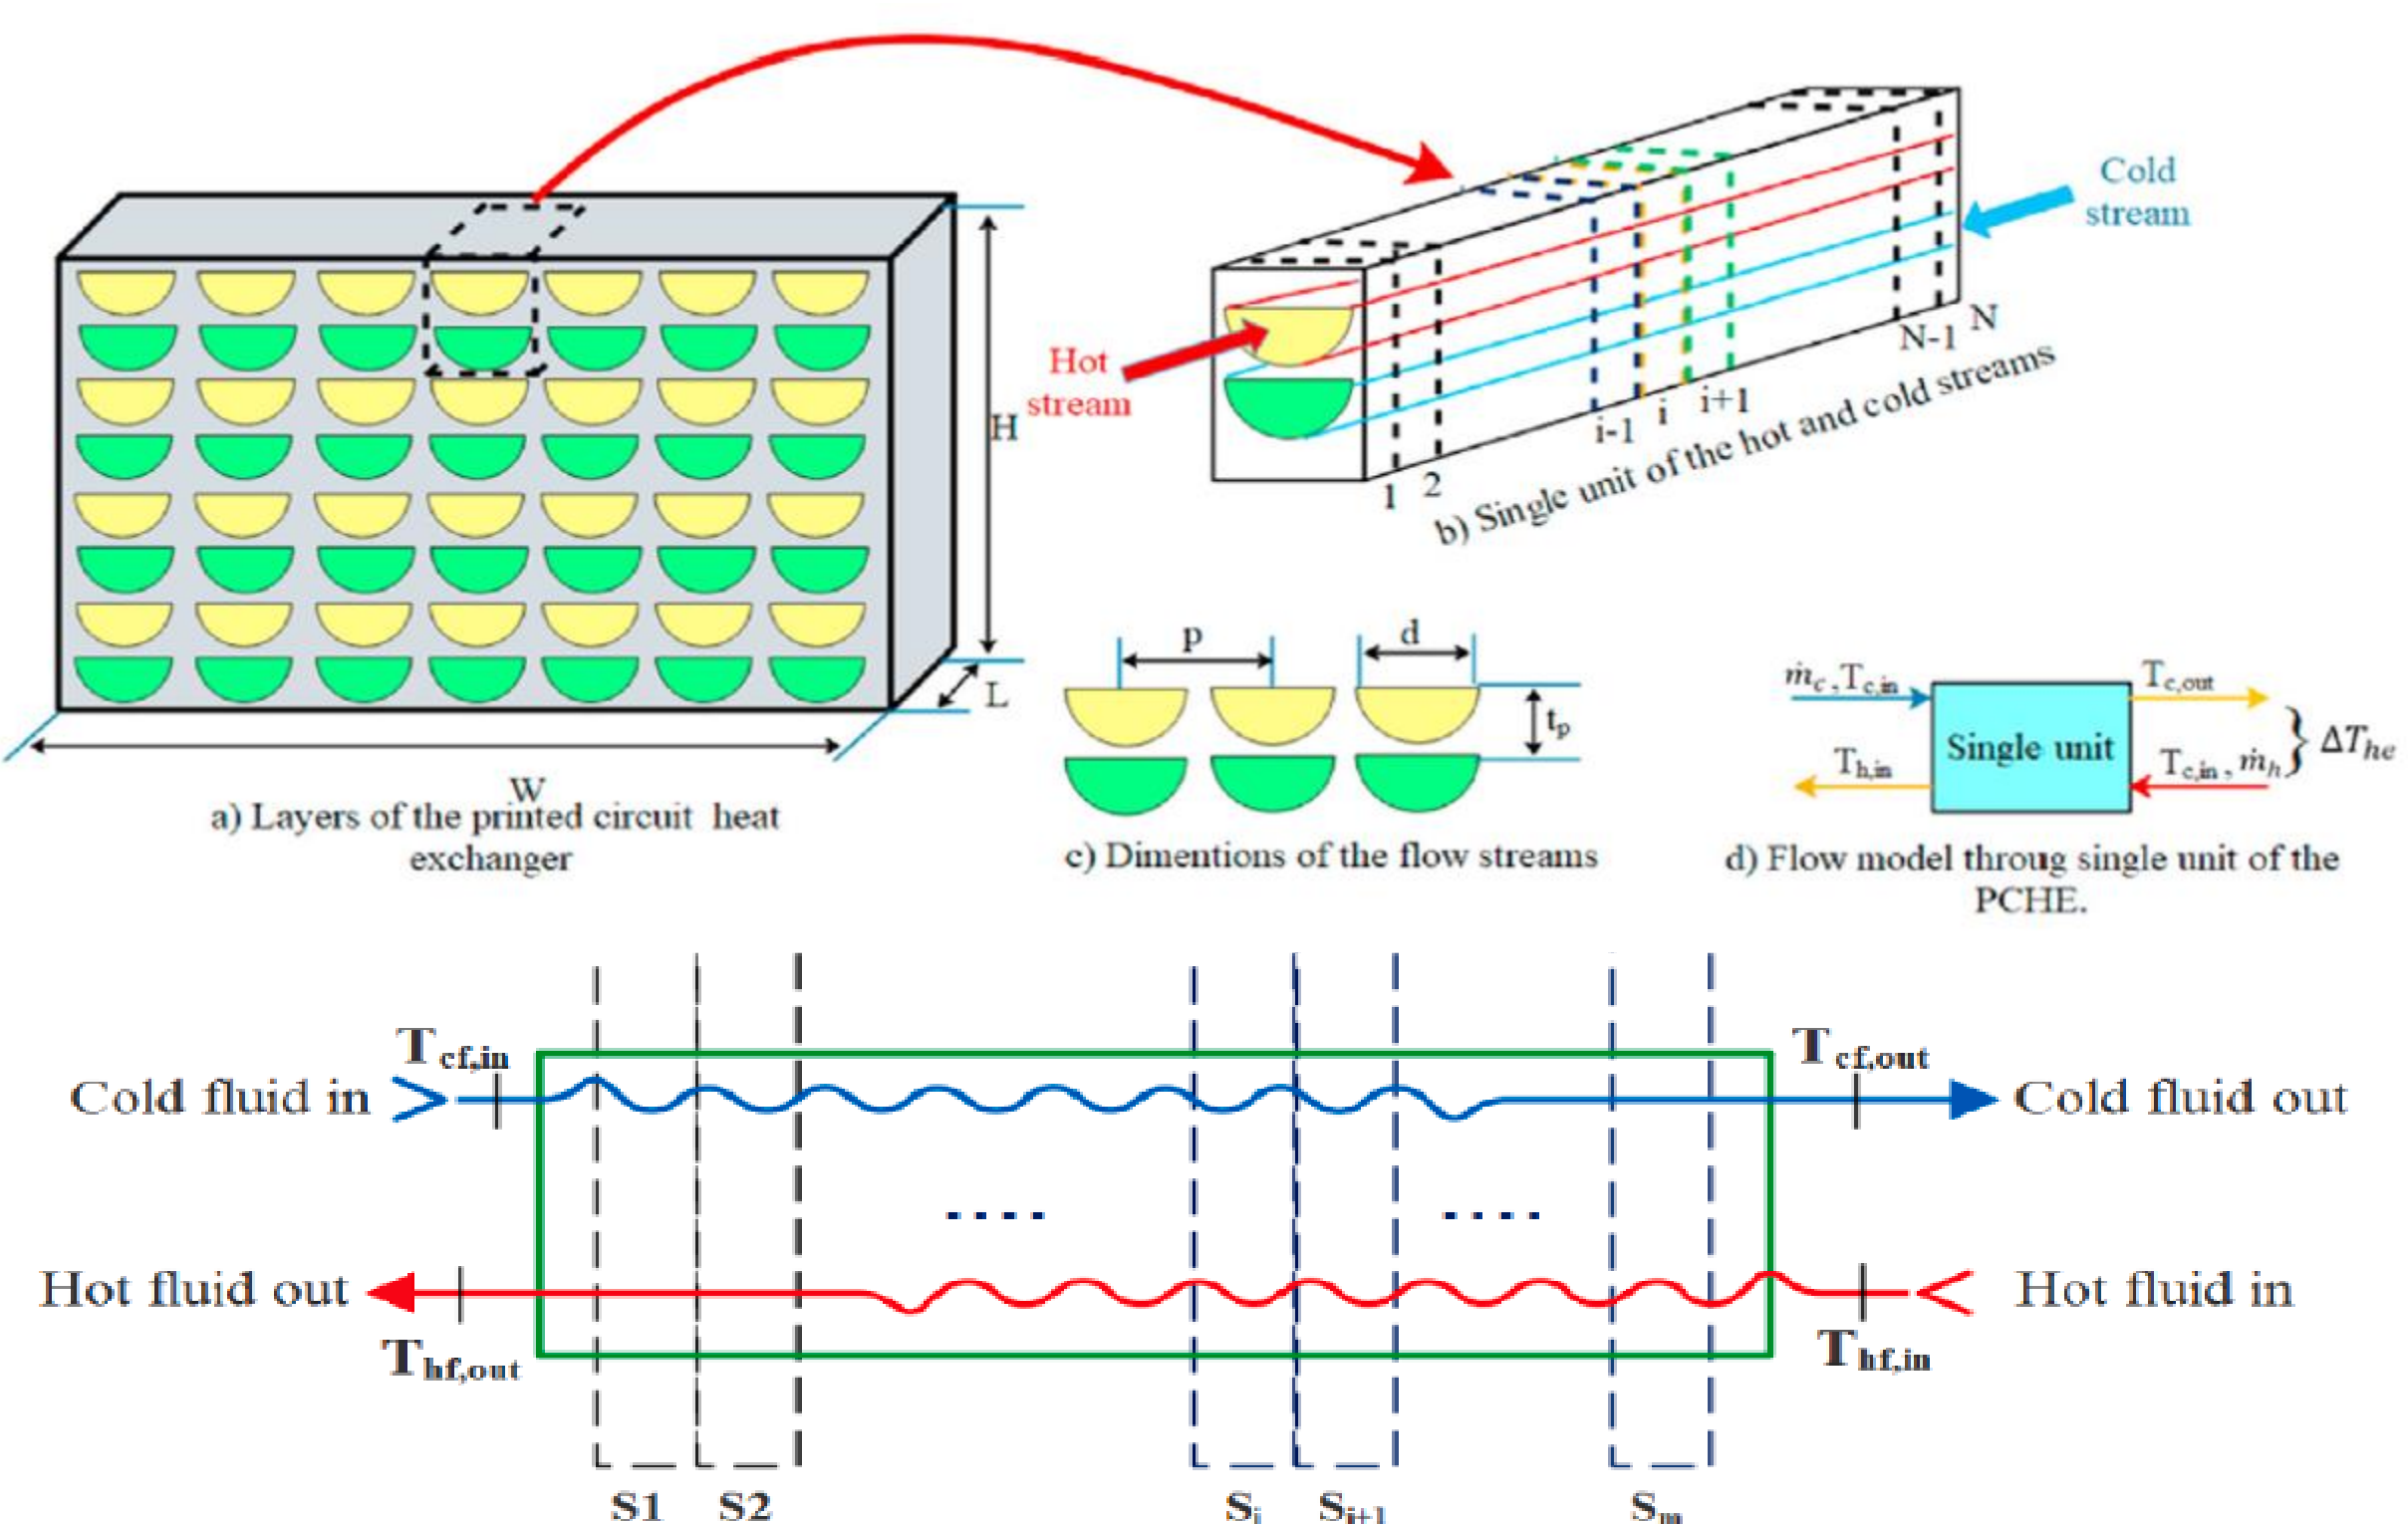 H
L
W
a) Layers of the printed circuit heat
exchanger
Cold
stream
Hot
stream
1 2 i-1 i i+1 N-1 N
b) Single unit of the hot and cold streams
p
d
tₚ
c) Dimentions of the flow streams
ṁc ,Tc,in
Tc,out
Single unit
ΔThe
Th,in
Tc,in , ṁh
d) Flow model throug single unit of the
PCHE.
Tcf,in
Tcf,out
Cold fluid in
Cold fluid out
....
....
Hot fluid out
Hot fluid in
Thf,out
Thf,in
S1 S2 Si Si+1 Sm